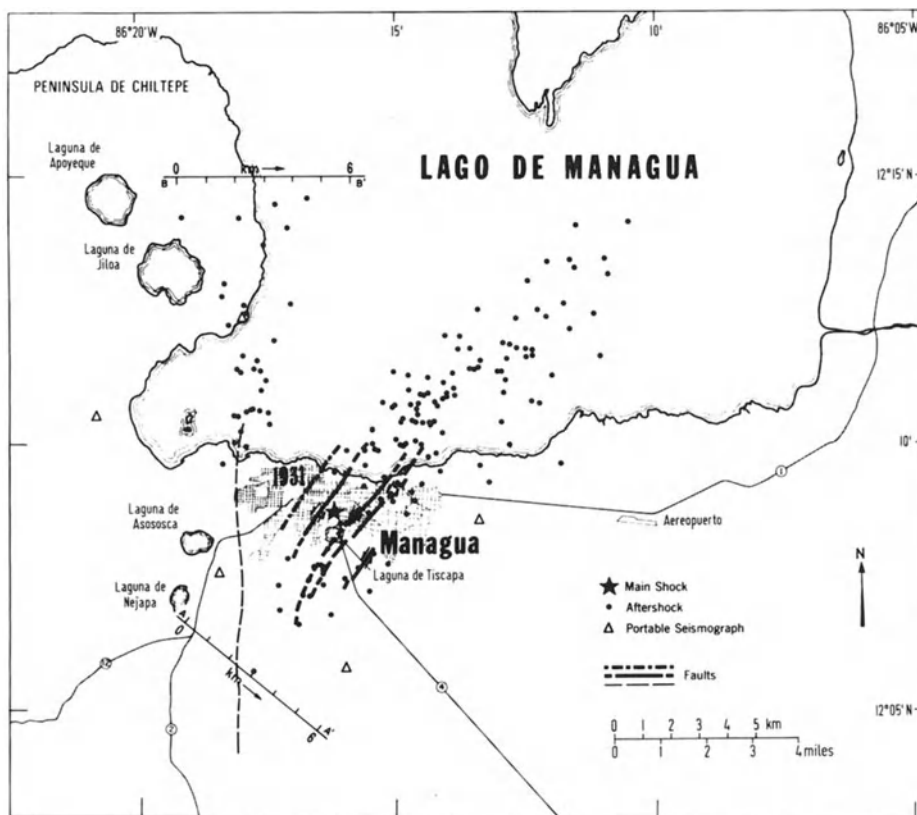 86°20'W 15' 10' 86°05'W
PENINSULA DE CHILTEPE
Laguna de
Apoyeque
0 km 6
B B'
LAGO DE MANAGUA
12°15'N
Laguna de
Jiloa
10'
1931
1
Laguna de
Asososca
Aereopuerto
Managua
Laguna de Tiscapa
N
Laguna de
Nejapa
Main Shock
Aftershock
Portable Seismograph
A
0
km
6
A'
4
Faults
12°05'N
2
0 1 2 3 4 5 km
0 1 2 3 4 miles